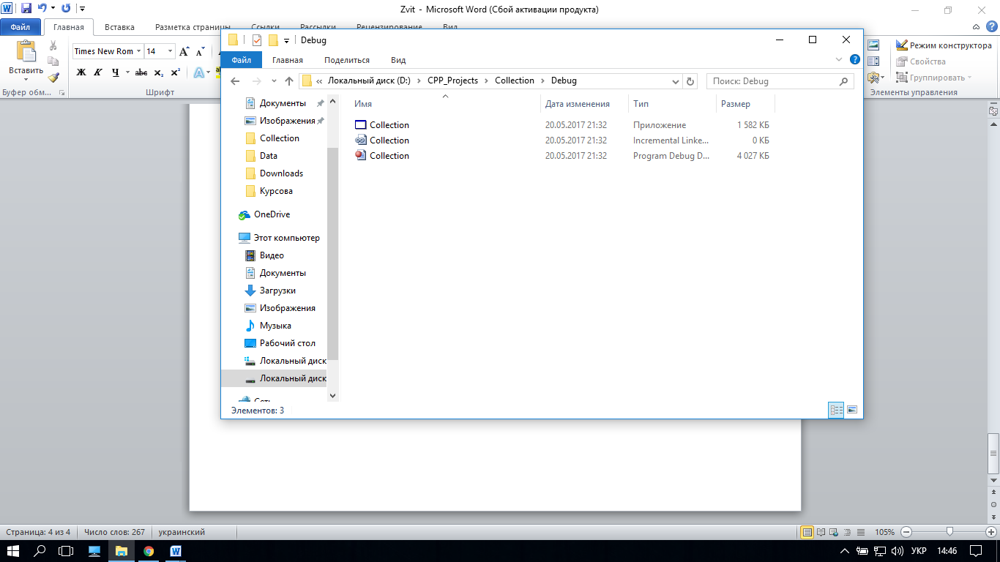 Zvit - Microsoft Word (Сбой активации продукта)
Файл Главная Вставка Разметка страницы Ссылки Рассылки Рецензирование Вид
Вставить
Буфер обм...
Times New Rom 14
Ж К Ч abc x₂ x²
Шрифт
Режим конструктора
Свойства
Группировать
Элементы управления
Debug
Файл Главная Поделиться Вид
« Локальный диск (D:) CPP_Projects Collection Debug
Поиск: Debug
Документы
Изображения
Collection
Data
Downloads
Курсова
OneDrive
Этот компьютер
Видео
Документы
Загрузки
Изображения
Музыка
Рабочий стол
Локальный диск
Локальный диск
Сеть
Имя Дата изменения Тип Размер
Collection 20.05.2017 21:32 Приложение 1 582 КБ
Collection 20.05.2017 21:32 Incremental Linke... 0 КБ
Collection 20.05.2017 21:32 Program Debug D... 4 027 КБ
Элементов: 3
Страница: 4 из 4 Число слов: 267 украинский 105%
УКР 14:46